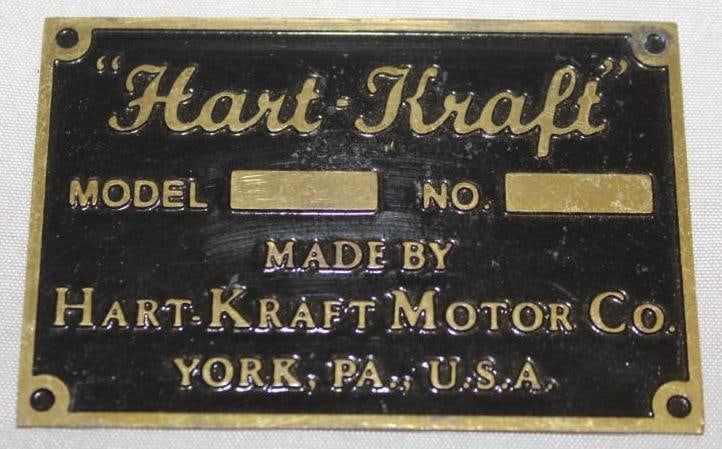 "Hart-Kraft"
MODEL NO.
MADE BY
HART-KRAFT MOTOR CO.
YORK, PA., U.S.A.